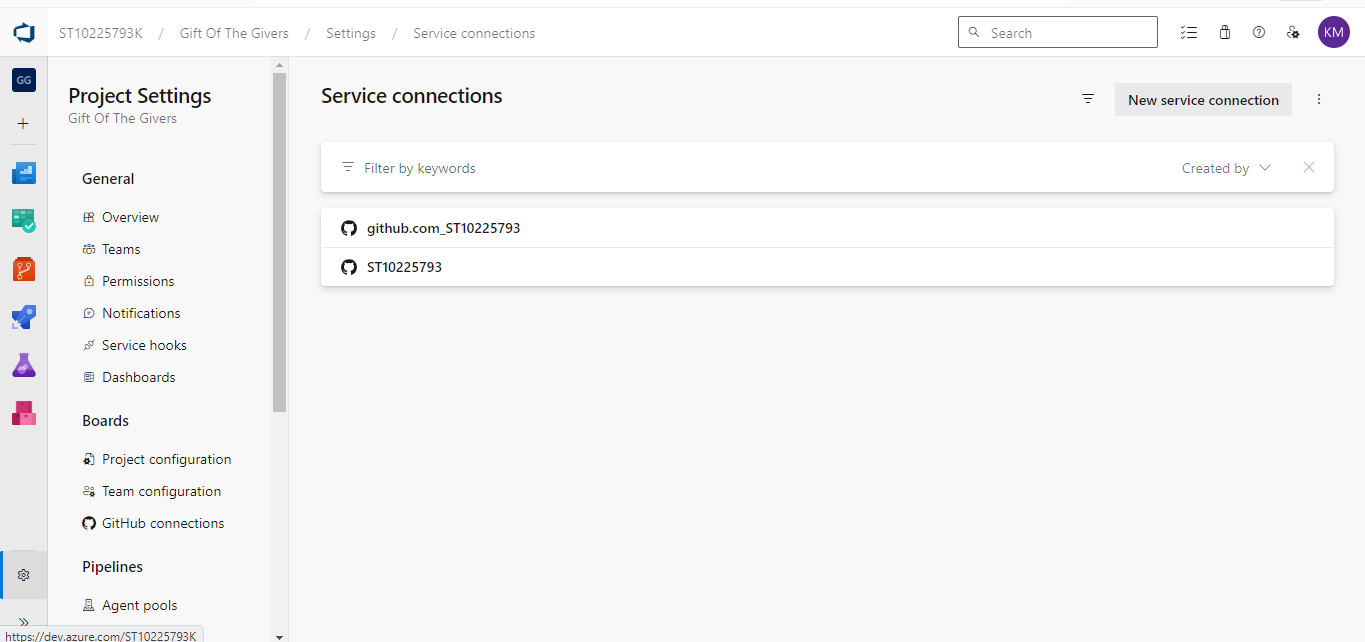 ST10225793K / Gift Of The Givers / Settings / Service connections
Search
KM
GG
Project Settings
Gift Of The Givers
General
Overview
Teams
Permissions
Notifications
Service hooks
Dashboards
Boards
Project configuration
Team configuration
GitHub connections
Pipelines
Agent pools
Service connections
New service connection
Filter by keywords
Created by
github.com_ST10225793
ST10225793
https://dev.azure.com/ST10225793K